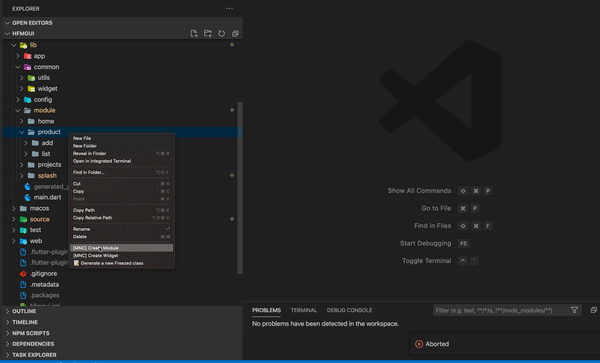 EXPLORER
OPEN EDITORS
HFMGUI
lib
app
common
utils
widget
config
module
home
product
add
list
projects
splash
generated_
main.dart
macos
source
test
web
.flutter-plugin
.flutter-plugin
.gitignore
.metadata
.packages
OUTLINE
TIMELINE
NPM SCRIPTS
DEPENDENCIES
TASK EXPLORER
New File
New Folder
Reveal in Finder
Open in Integrated Terminal
Find in Folder...
Cut
Copy
Paste
Copy Path
Copy Relative Path
Rename
Delete
[MNC] Create Module
[MNC] Create Widget
Generate a new Freezed class
Show All Commands ⇧ ⌘ P
Go to File ⌘ P
Find in Files ⇧ ⌘ F
Start Debugging F5
Toggle Terminal ⌃ `
PROBLEMS TERMINAL DEBUG CONSOLE
Filter (e.g. text, **/*.ts, !**/node_modules/**)
No problems have been detected in the workspace.
Aborted